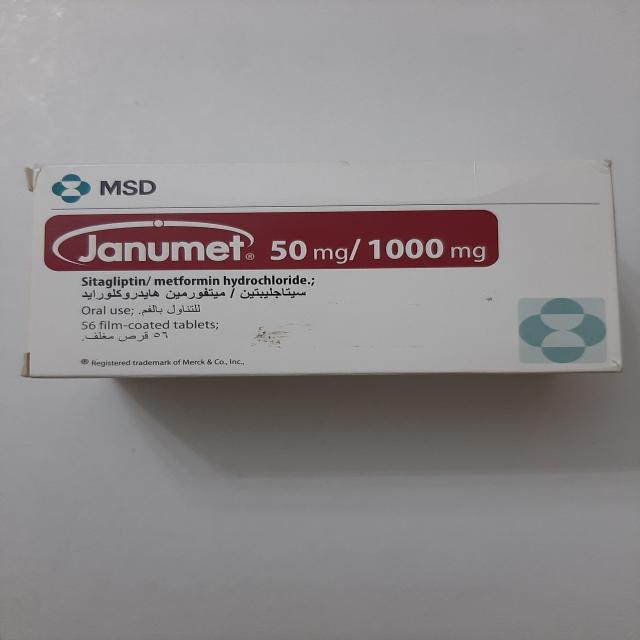 MSD
Janumet® 50 mg/1000 mg
Sitagliptin/ metformin hydrochloride.;
سيتاجليبتين / ميتفورمين هايدروكلورايد
Oral use; للتناول بالفم.
56 film-coated tablets;
٥٦ قرص مغلف.
® Registered trademark of Merck & Co., Inc.,